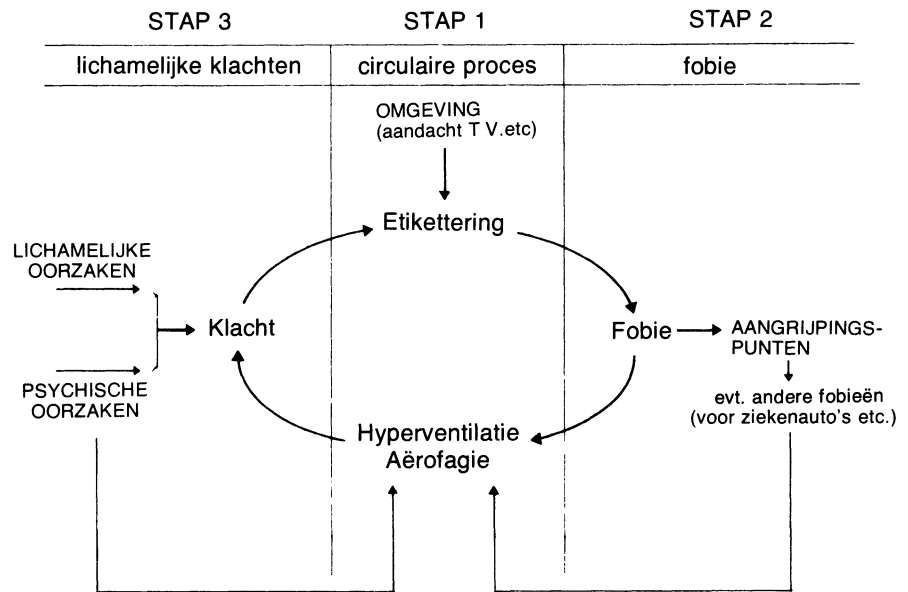 STAP 3 STAP 1 STAP 2
lichamelijke klachten circulaire proces fobie
OMGEVING
(aandacht T V.etc)
Etikettering
LICHAMELIJKE
OORZAKEN
Klacht
PSYCHISCHE
OORZAKEN
Fobie
AANGRIJPINGS-
PUNTEN
evt. andere fobieën
(voor ziekenauto's etc.)
Hyperventilatie
Aërofagie